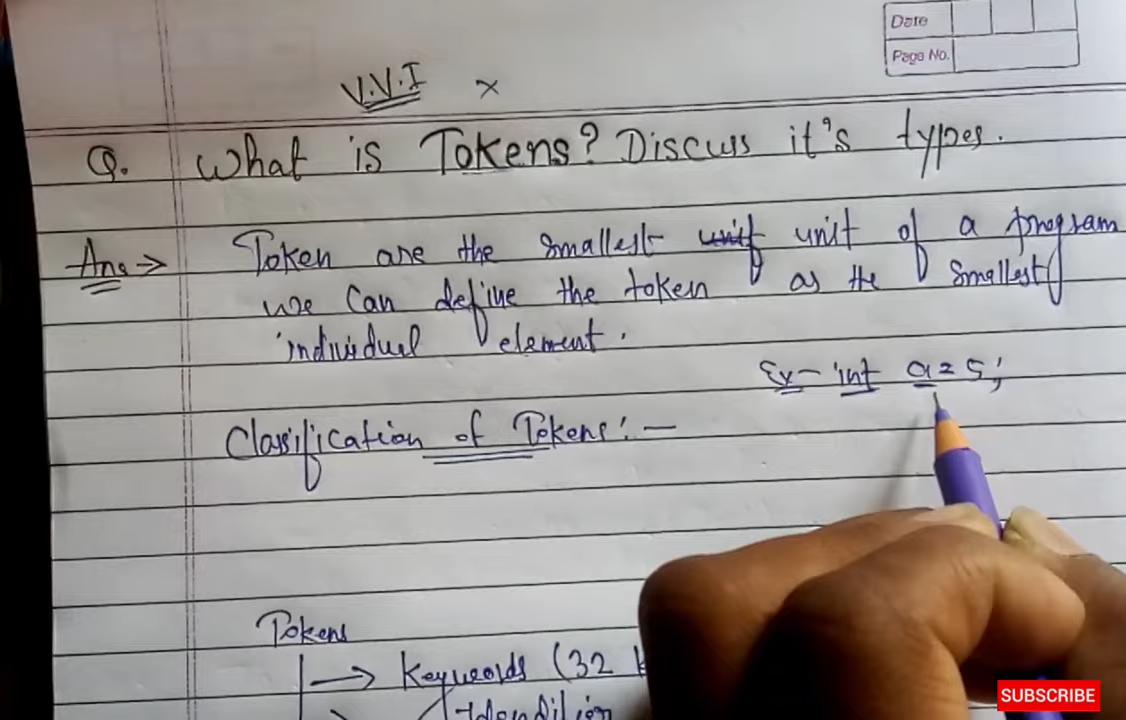 Date
Page No.
V.V.I x
Q. What is Tokens? Discuss it's types.
Ans → Token are the smallest unit unit of a program
we can define the token as the smallest
individual element.
Ex- int a = 5;
Classification of Tokens:-
Tokens
→ Keywords (32
SUBSCRIBE